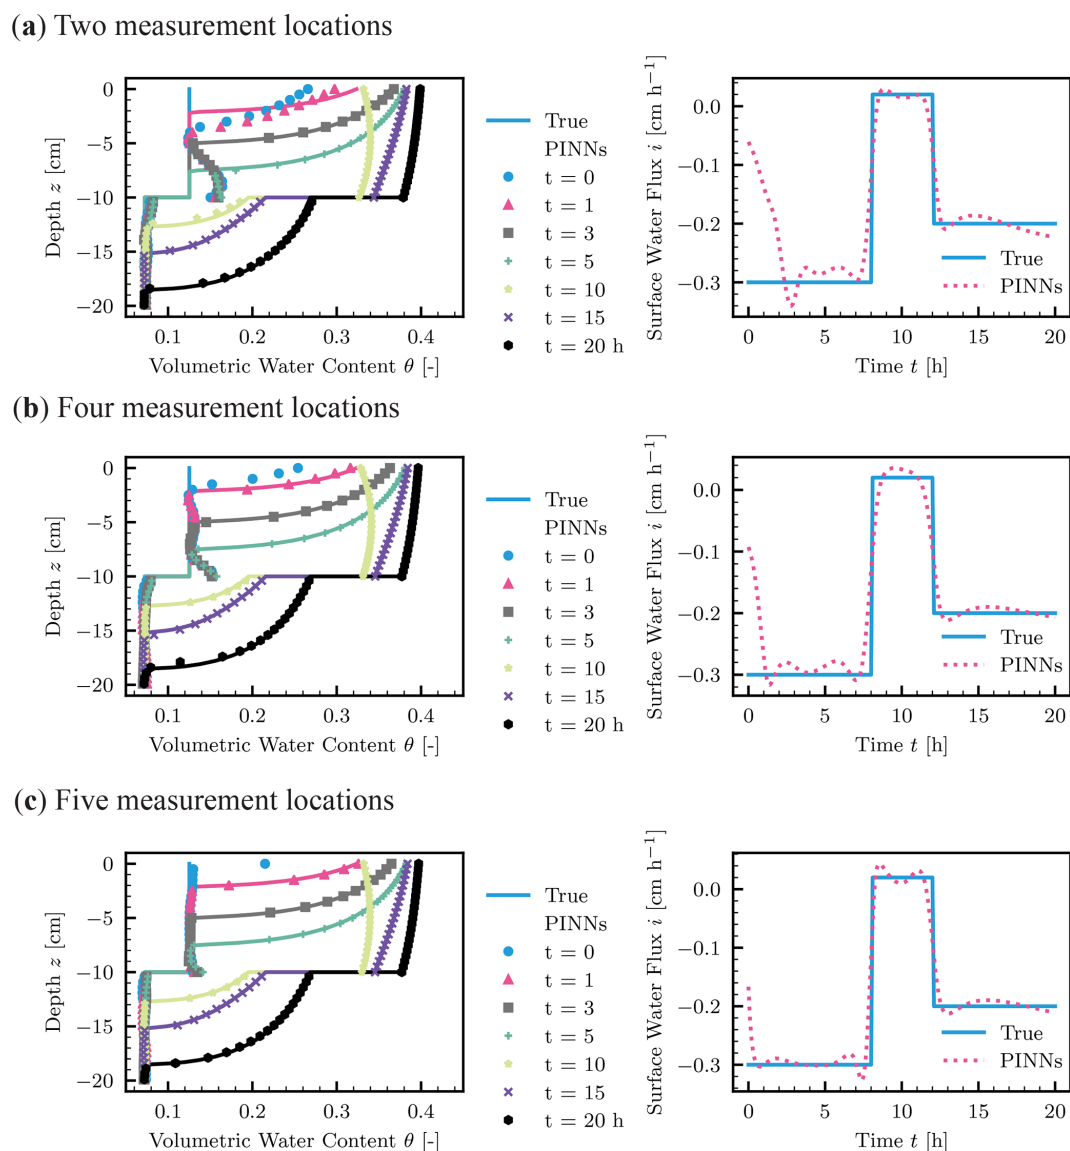 (a) Two measurement locations
0
−5
−10
−15
−20
Depth z [cm]
0.1 0.2 0.3 0.4
Volumetric Water Content θ [-]
True
PINNs
t = 0
t = 1
t = 3
t = 5
t = 10
t = 15
t = 20 h
0.0
−0.1
−0.2
−0.3
Surface Water Flux i [cm h−1]
True
PINNs
0 5 10 15 20
Time t [h]
(b) Four measurement locations
0
−5
−10
−15
−20
Depth z [cm]
0.1 0.2 0.3 0.4
Volumetric Water Content θ [-]
True
PINNs
t = 0
t = 1
t = 3
t = 5
t = 10
t = 15
t = 20 h
0.0
−0.1
−0.2
−0.3
Surface Water Flux i [cm h−1]
True
PINNs
0 5 10 15 20
Time t [h]
(c) Five measurement locations
0
−5
−10
−15
−20
Depth z [cm]
0.1 0.2 0.3 0.4
Volumetric Water Content θ [-]
True
PINNs
t = 0
t = 1
t = 3
t = 5
t = 10
t = 15
t = 20 h
0.0
−0.1
−0.2
−0.3
Surface Water Flux i [cm h−1]
True
PINNs
0 5 10 15 20
Time t [h]